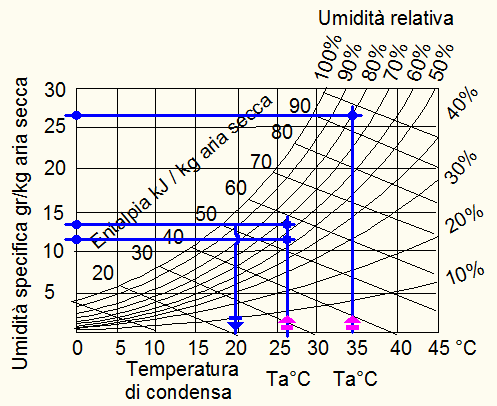 Umidità relativa
100% 90% 80% 70% 60% 50%
40%
30%
20%
10%
Umidità specifica gr/kg aria secca
30
25
20
15
10
5
Entalpia kJ / kg aria secca
90
80
70
60
50
40
30
20
0 5 10 15 20 25 30 35 40 45 °C
Temperatura
di condensa
Ta°C Ta°C